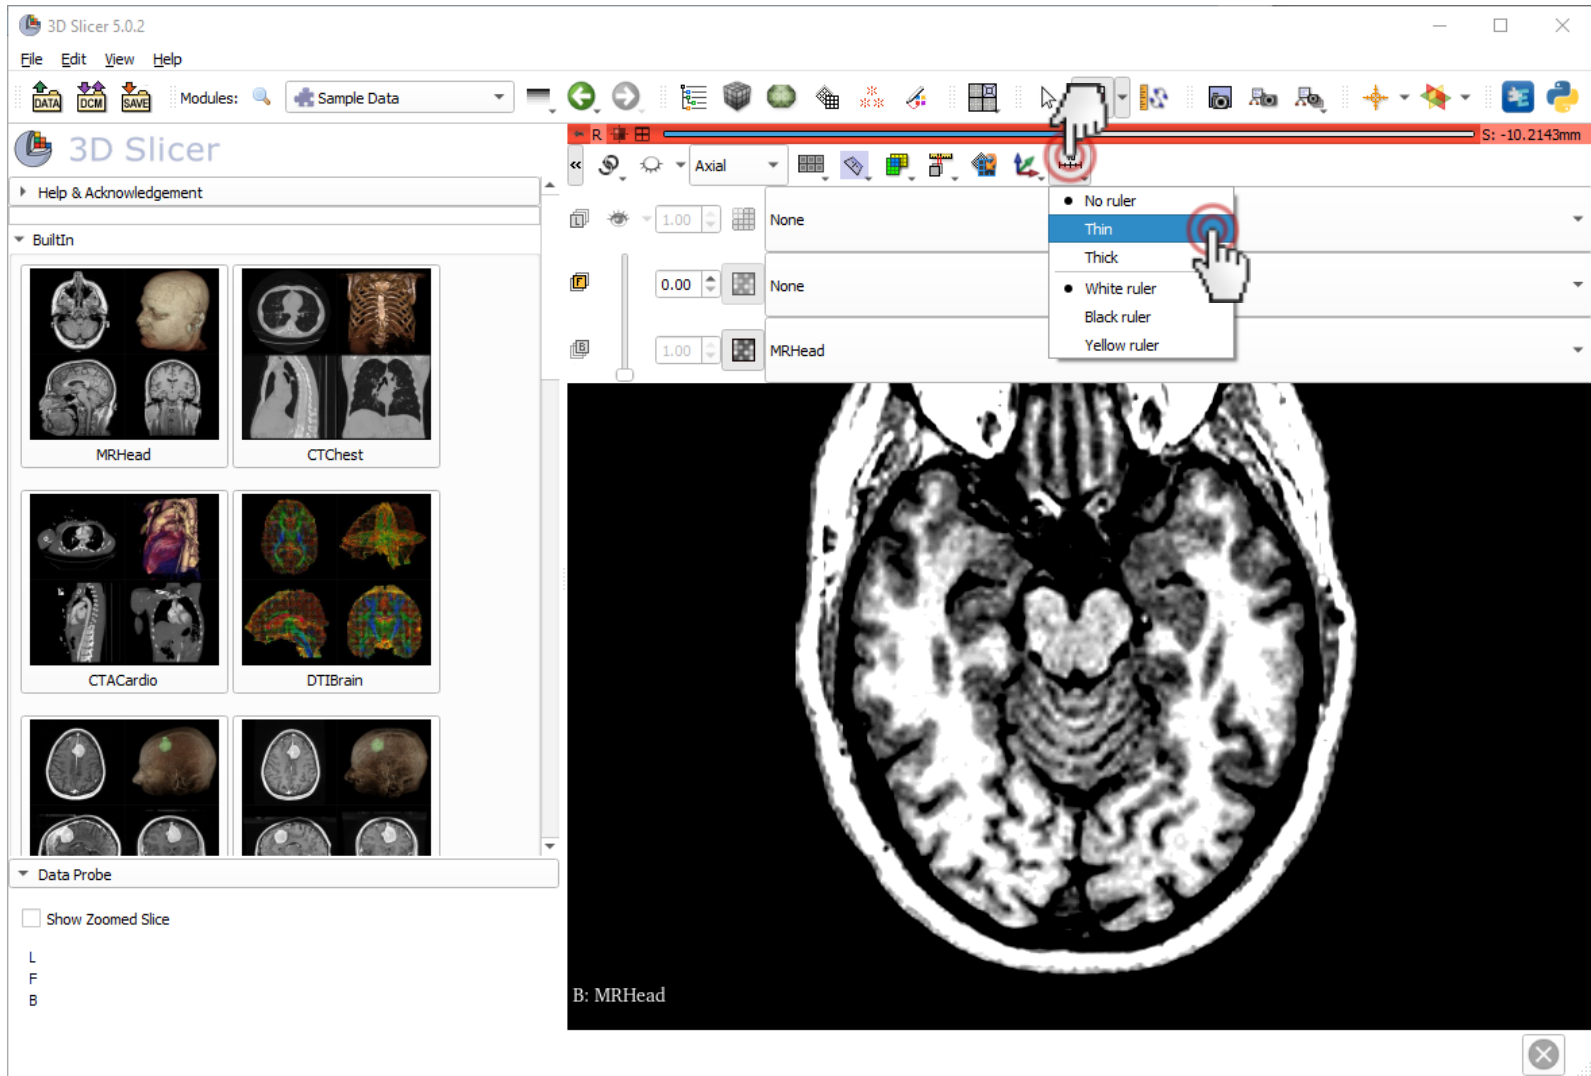 3D Slicer 5.0.2
File Edit View Help
DATA DCM SAVE Modules: Sample Data
R S: -10.2143mm
3D Slicer
Axial
Help & Acknowledgement
No ruler
L 1.00 None
Thin
BuiltIn
Thick
F 0.00 None
White ruler
Black ruler
Yellow ruler
B 1.00 MRHead
MRHead CTChest
CTACardio DTIBrain
Data Probe
Show Zoomed Slice
L
F
B
B: MRHead